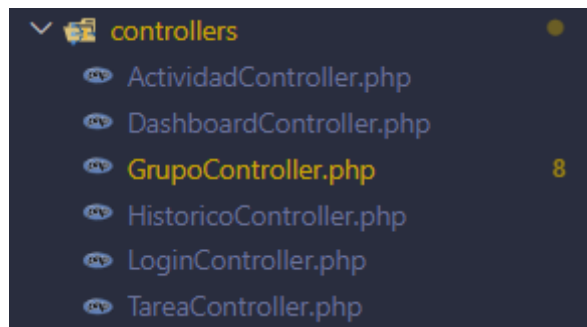 controllers
ActividadController.php
DashboardController.php
GrupoController.php 8
HistoricoController.php
LoginController.php
TareaController.php